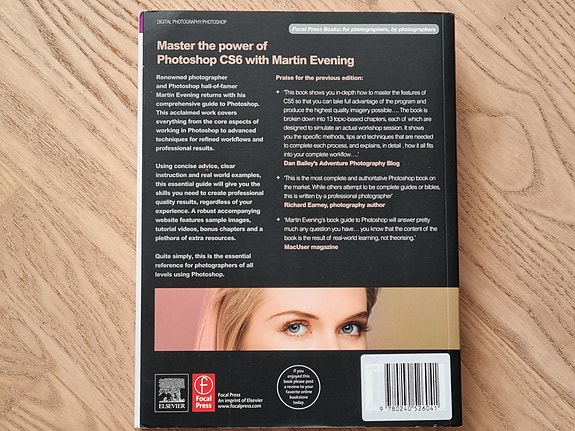 DIGITAL PHOTOGRAPHY/PHOTOSHOP
Focal Press Books: for photographers, by photographers
Master the power of
Photoshop CS6 with Martin Evening
Renowned photographer
and Photoshop hall-of-famer
Martin Evening returns with his
comprehensive guide to Photoshop.
This acclaimed work covers
everything from the core aspects of
working in Photoshop to advanced
techniques for refined workflows and
professional results.
Using concise advice, clear
instruction and real world examples,
this essential guide will give you the
skills you need to create professional
quality results, regardless of your
experience. A robust accompanying
website features sample images,
tutorial videos, bonus chapters and a
plethora of extra resources.
Quite simply, this is the essential
reference for photographers of all
levels using Photoshop.
Praise for the previous edition:
+ 'This book shows you in-depth how to master the features of
CS5 so that you can take full advantage of the program and
produce the highest quality imagery possible.… The book is
broken down into 13 topic-based chapters, each of which are
designed to simulate an actual workshop session. It shows
you the specific methods, tips and techniques that are needed
to complete each process, and explains, in detail , how it all fits
into your complete workflow….'
Dan Bailey's Adventure Photography Blog
+ 'This is the most complete and authoritative Photoshop book on
the market. While others attempt to be complete guides or bibles,
this is written by a professional photographer'
Richard Earney, photography author
+ 'Martin Evening's book guide to Photoshop will answer pretty
much any question you have… you know that the content of the
book is the result of real-world learning, not theorising.'
MacUser magazine
ELSEVIER
Focal
Press
Focal Press
An imprint of Elsevier
www.focalpress.com
If you
enjoyed this
book please post
a review to your
favorite online
bookstore
today.
9 780240 526041